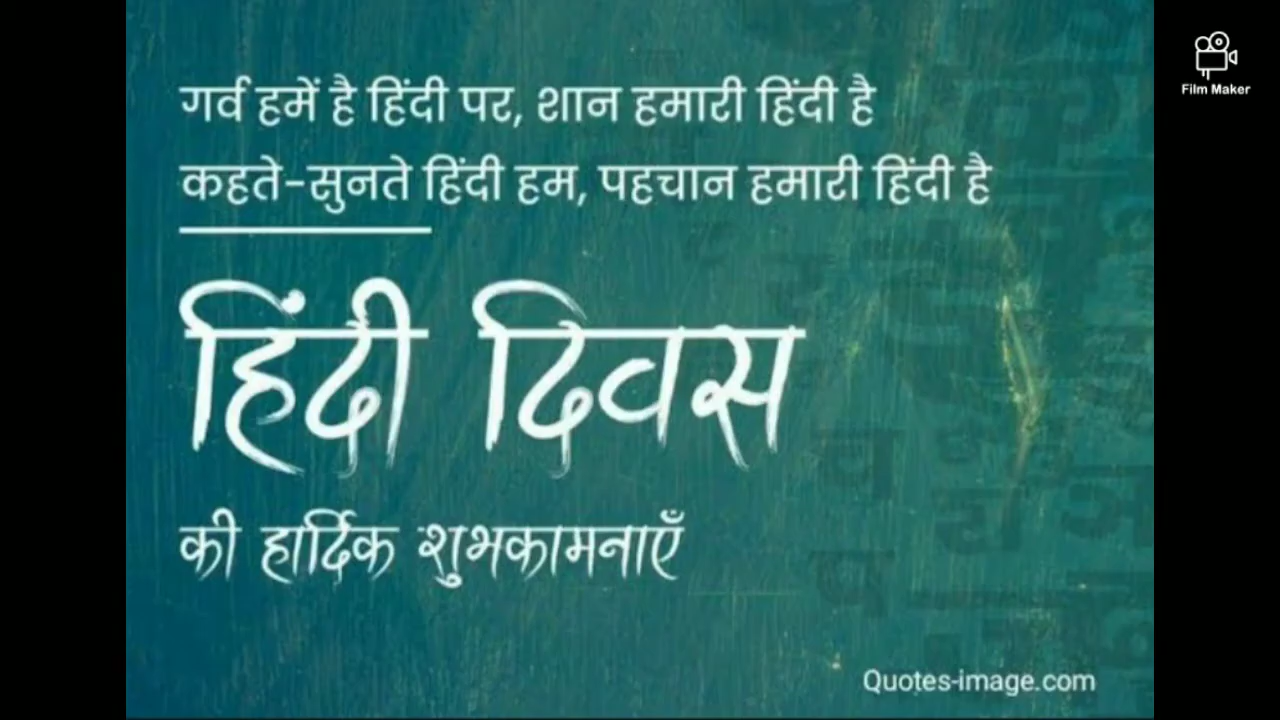 गर्व हमें है हिंदी पर, शान हमारी हिंदी है
कहते-सुनते हिंदी हम, पहचान हमारी हिंदी है
हिंदी दिवस
की हार्दिक शुभकामनाएँ
Quotes-image.com
Film Maker